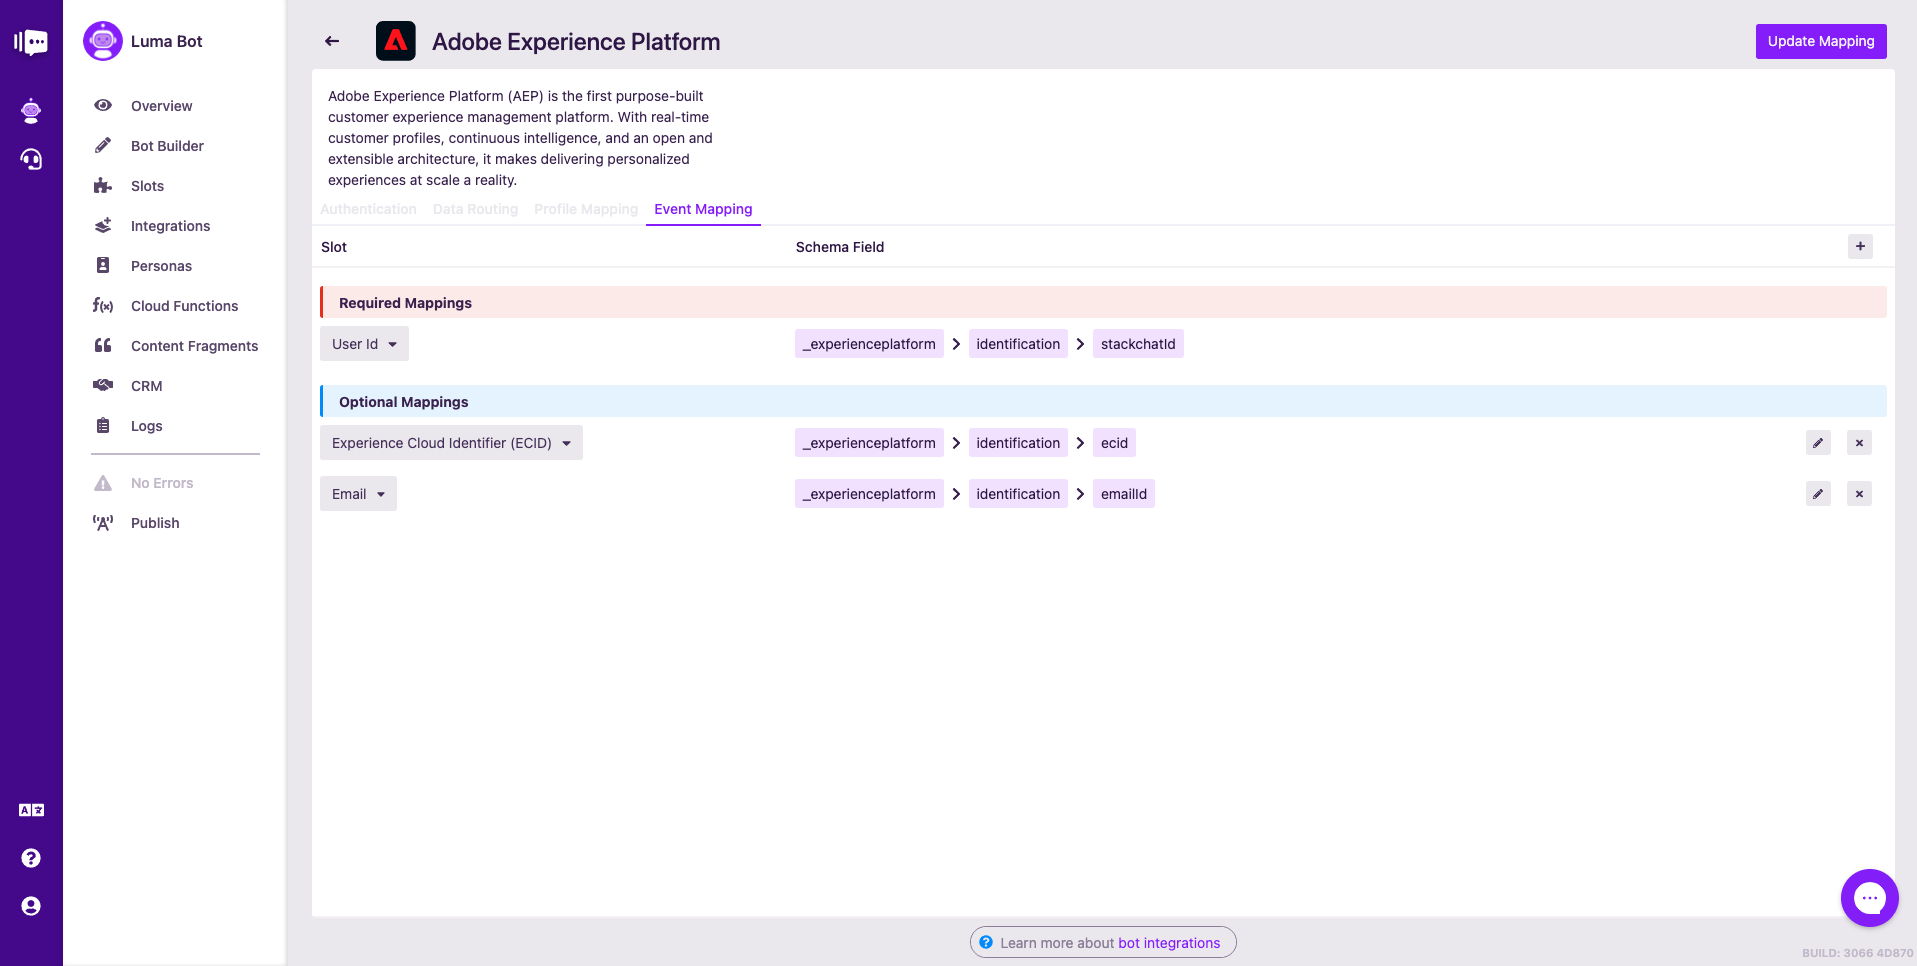 Luma Bot
Overview
Bot Builder
Slots
Integrations
Personas
f(x) Cloud Functions
Content Fragments
CRM
Logs
No Errors
Publish
Adobe Experience Platform
Update Mapping
Adobe Experience Platform (AEP) is the first purpose-built
customer experience management platform. With real-time
customer profiles, continuous intelligence, and an open and
extensible architecture, it makes delivering personalized
experiences at scale a reality.
Authentication Data Routing Profile Mapping Event Mapping
Slot Schema Field
Required Mappings
User Id _experienceplatform identification stackchatId
Optional Mappings
Experience Cloud Identifier (ECID) _experienceplatform identification ecid
Email _experienceplatform identification emailId
Learn more about bot integrations
BUILD: 3066 4D870